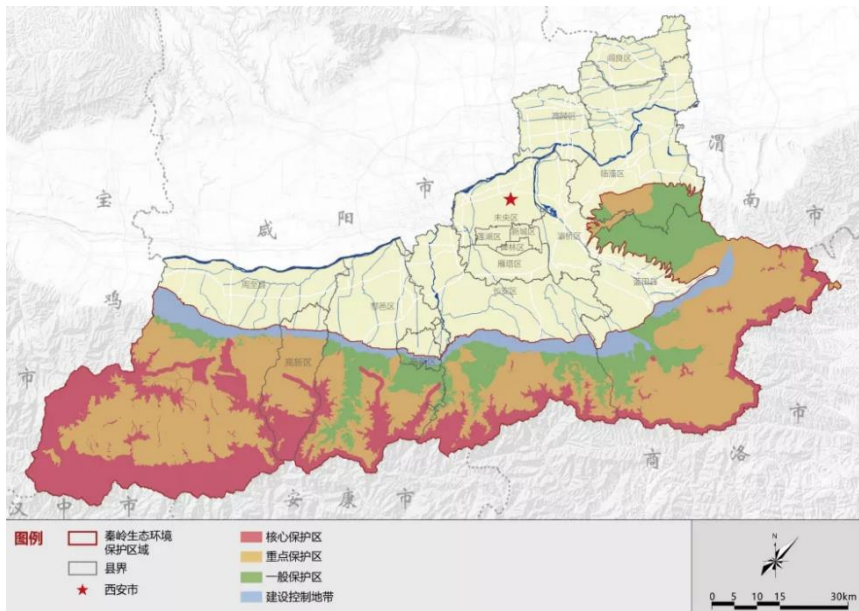 阎良区
高陵区
临潼区
渭
南
市
宝
鸡
市
咸
阳
市
未央区
莲湖区
新城区
碑林区
灞桥区
雁塔区
长安区
蓝田县
周至县
鄠邑区
高新区
商
洛
市
汉中市
安康市
图例
秦岭生态环境
保护区域
县界
西安市
核心保护区
重点保护区
一般保护区
建设控制地带
N
0 5 10 15 30km